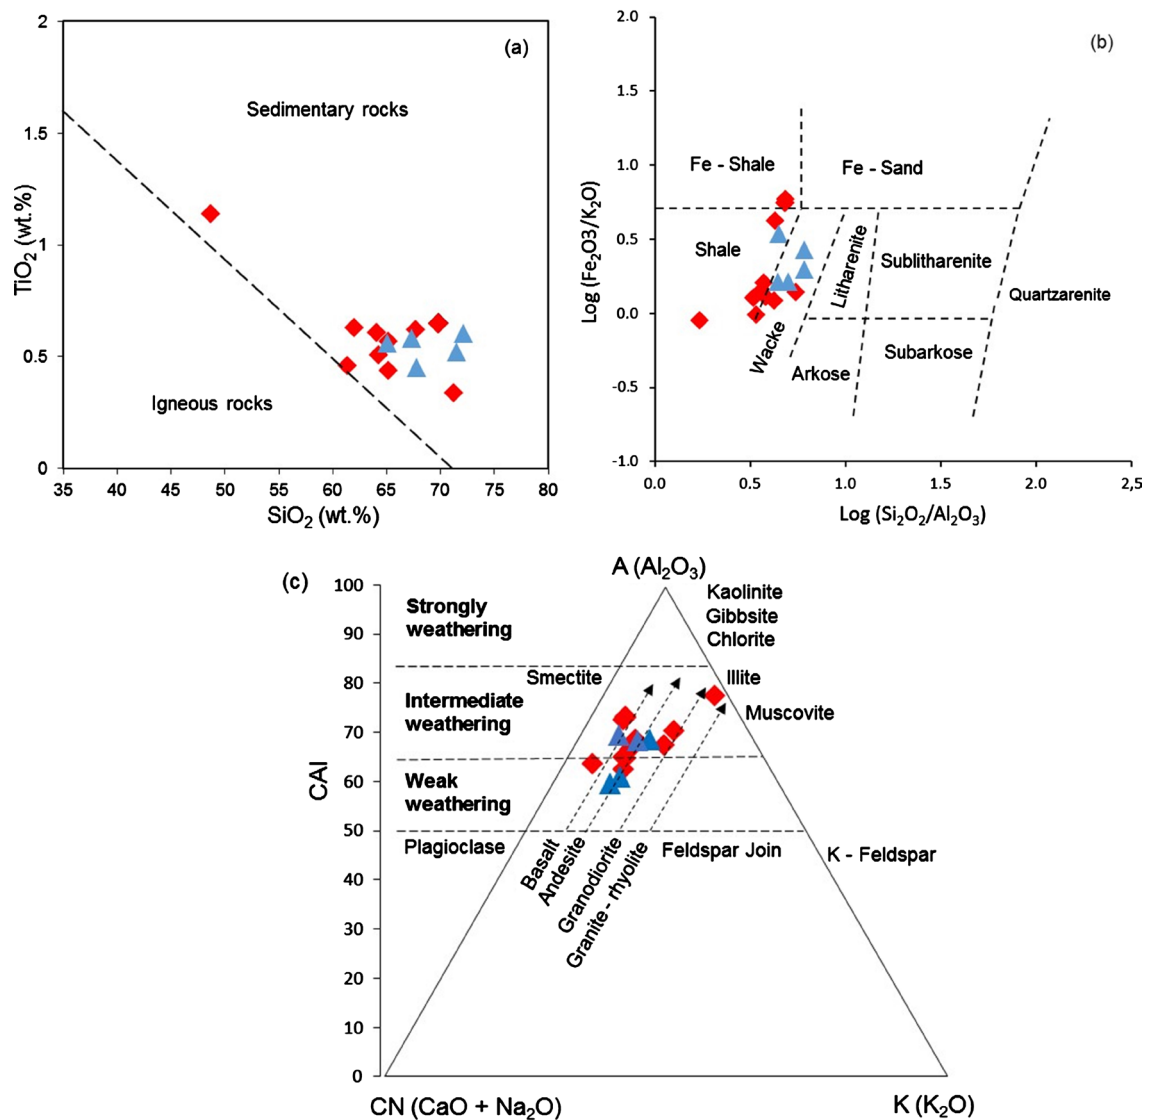 (a)
2
1.5
1
0.5
0
TiO2 (wt.%)
Sedimentary rocks
Igneous rocks
35 40 45 50 55 60 65 70 75 80
SiO2 (wt.%)
(b)
2.0
1.5
1.0
0.5
0.0
-0.5
-1.0
Log (Fe2O3/K2O)
Fe - Shale
Fe - Sand
Shale
Wacke
Litharenite
Sublitharenite
Quartzarenite
Arkose
Subarkose
0.0 0.5 1.0 1.5 2.0 2,5
Log (Si2O2/Al2O3)
(c)
A (Al2O3)
100
90
80
70
60
50
40
30
20
10
0
CAI
Strongly
weathering
Kaolinite
Gibbsite
Chlorite
Smectite
Illite
Intermediate
weathering
Muscovite
Weak
weathering
Plagioclase
Basalt
Andesite
Granodiorite
Granite - rhyolite
Feldspar Join
K - Feldspar
CN (CaO + Na2O)
K (K2O)